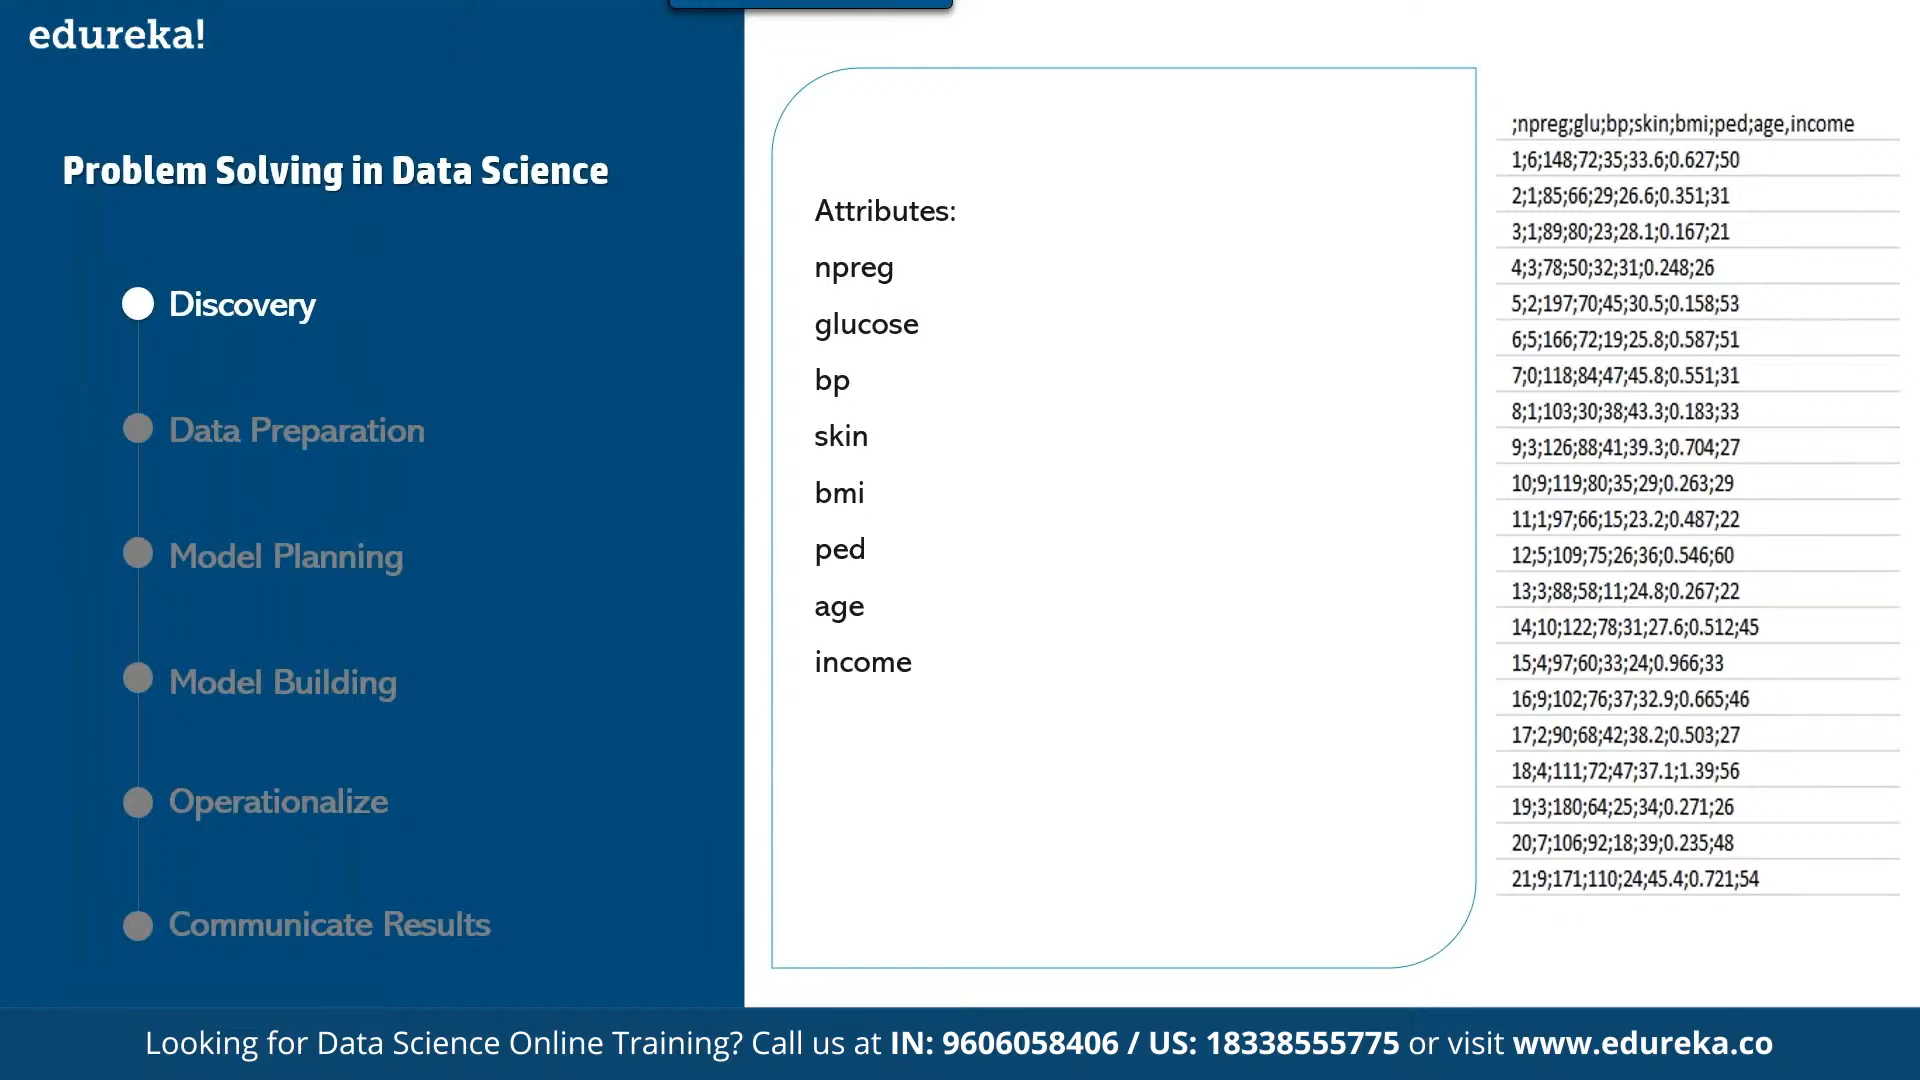 edureka!
Problem Solving in Data Science
Discovery
Data Preparation
Model Planning
Model Building
Operationalize
Communicate Results
Attributes:
npreg
glucose
bp
skin
bmi
ped
age
income
;npreg;glu;bp;skin;bmi;ped;age,income
1;6;148;72;35;33.6;0.627;50
2;1;85;66;29;26.6;0.351;31
3;1;89;80;23;28.1;0.167;21
4;3;78;50;32;31;0.248;26
5;2;197;70;45;30.5;0.158;53
6;5;166;72;19;25.8;0.587;51
7;0;118;84;47;45.8;0.551;31
8;1;103;30;38;43.3;0.183;33
9;3;126;88;41;39.3;0.704;27
10;9;119;80;35;29;0.263;29
11;1;97;66;15;23.2;0.487;22
12;5;109;75;26;36;0.546;60
13;3;88;58;11;24.8;0.267;22
14;10;122;78;31;27.6;0.512;45
15;4;97;60;33;24;0.966;33
16;9;102;76;37;32.9;0.665;46
17;2;90;68;42;38.2;0.503;27
18;4;111;72;47;37.1;1.39;56
19;3;180;64;25;34;0.271;26
20;7;106;92;18;39;0.235;48
21;9;171;110;24;45.4;0.721;54
Looking for Data Science Online Training? Call us at IN: 9606058406 / US: 18338555775 or visit www.edureka.co